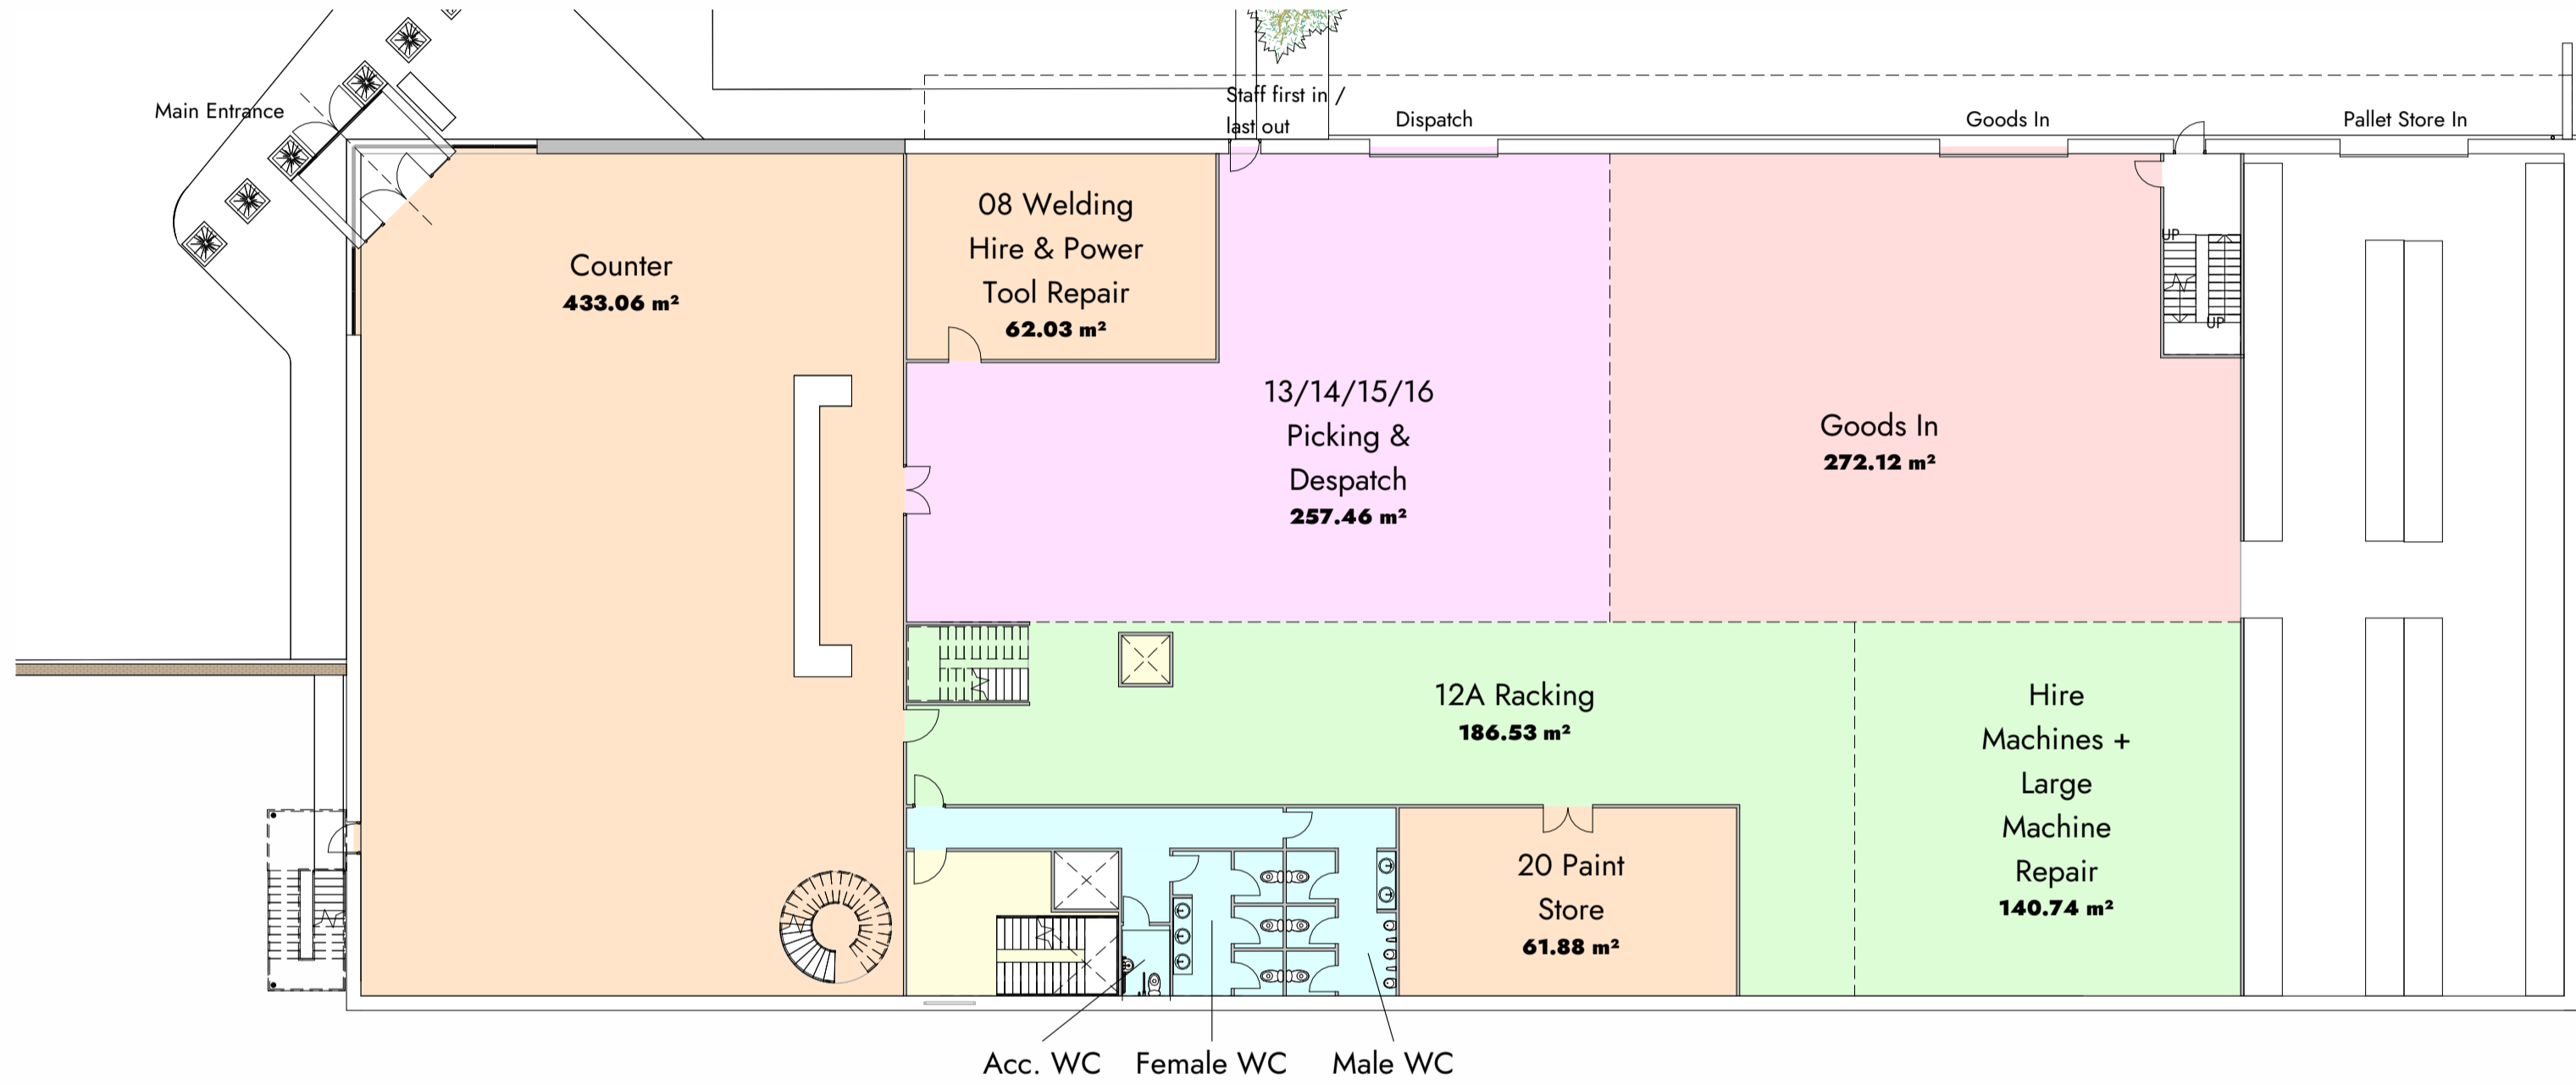 Main Entrance
Staff first in /
last out
Dispatch
Goods In
Pallet Store In
Counter
433.06 m²
08 Welding
Hire & Power
Tool Repair
62.03 m²
13/14/15/16
Picking &
Despatch
257.46 m²
Goods In
272.12 m²
UP
UP
12A Racking
186.53 m²
Hire
Machines +
Large
Machine
Repair
140.74 m²
20 Paint
Store
61.88 m²
Acc. WC
Female WC
Male WC